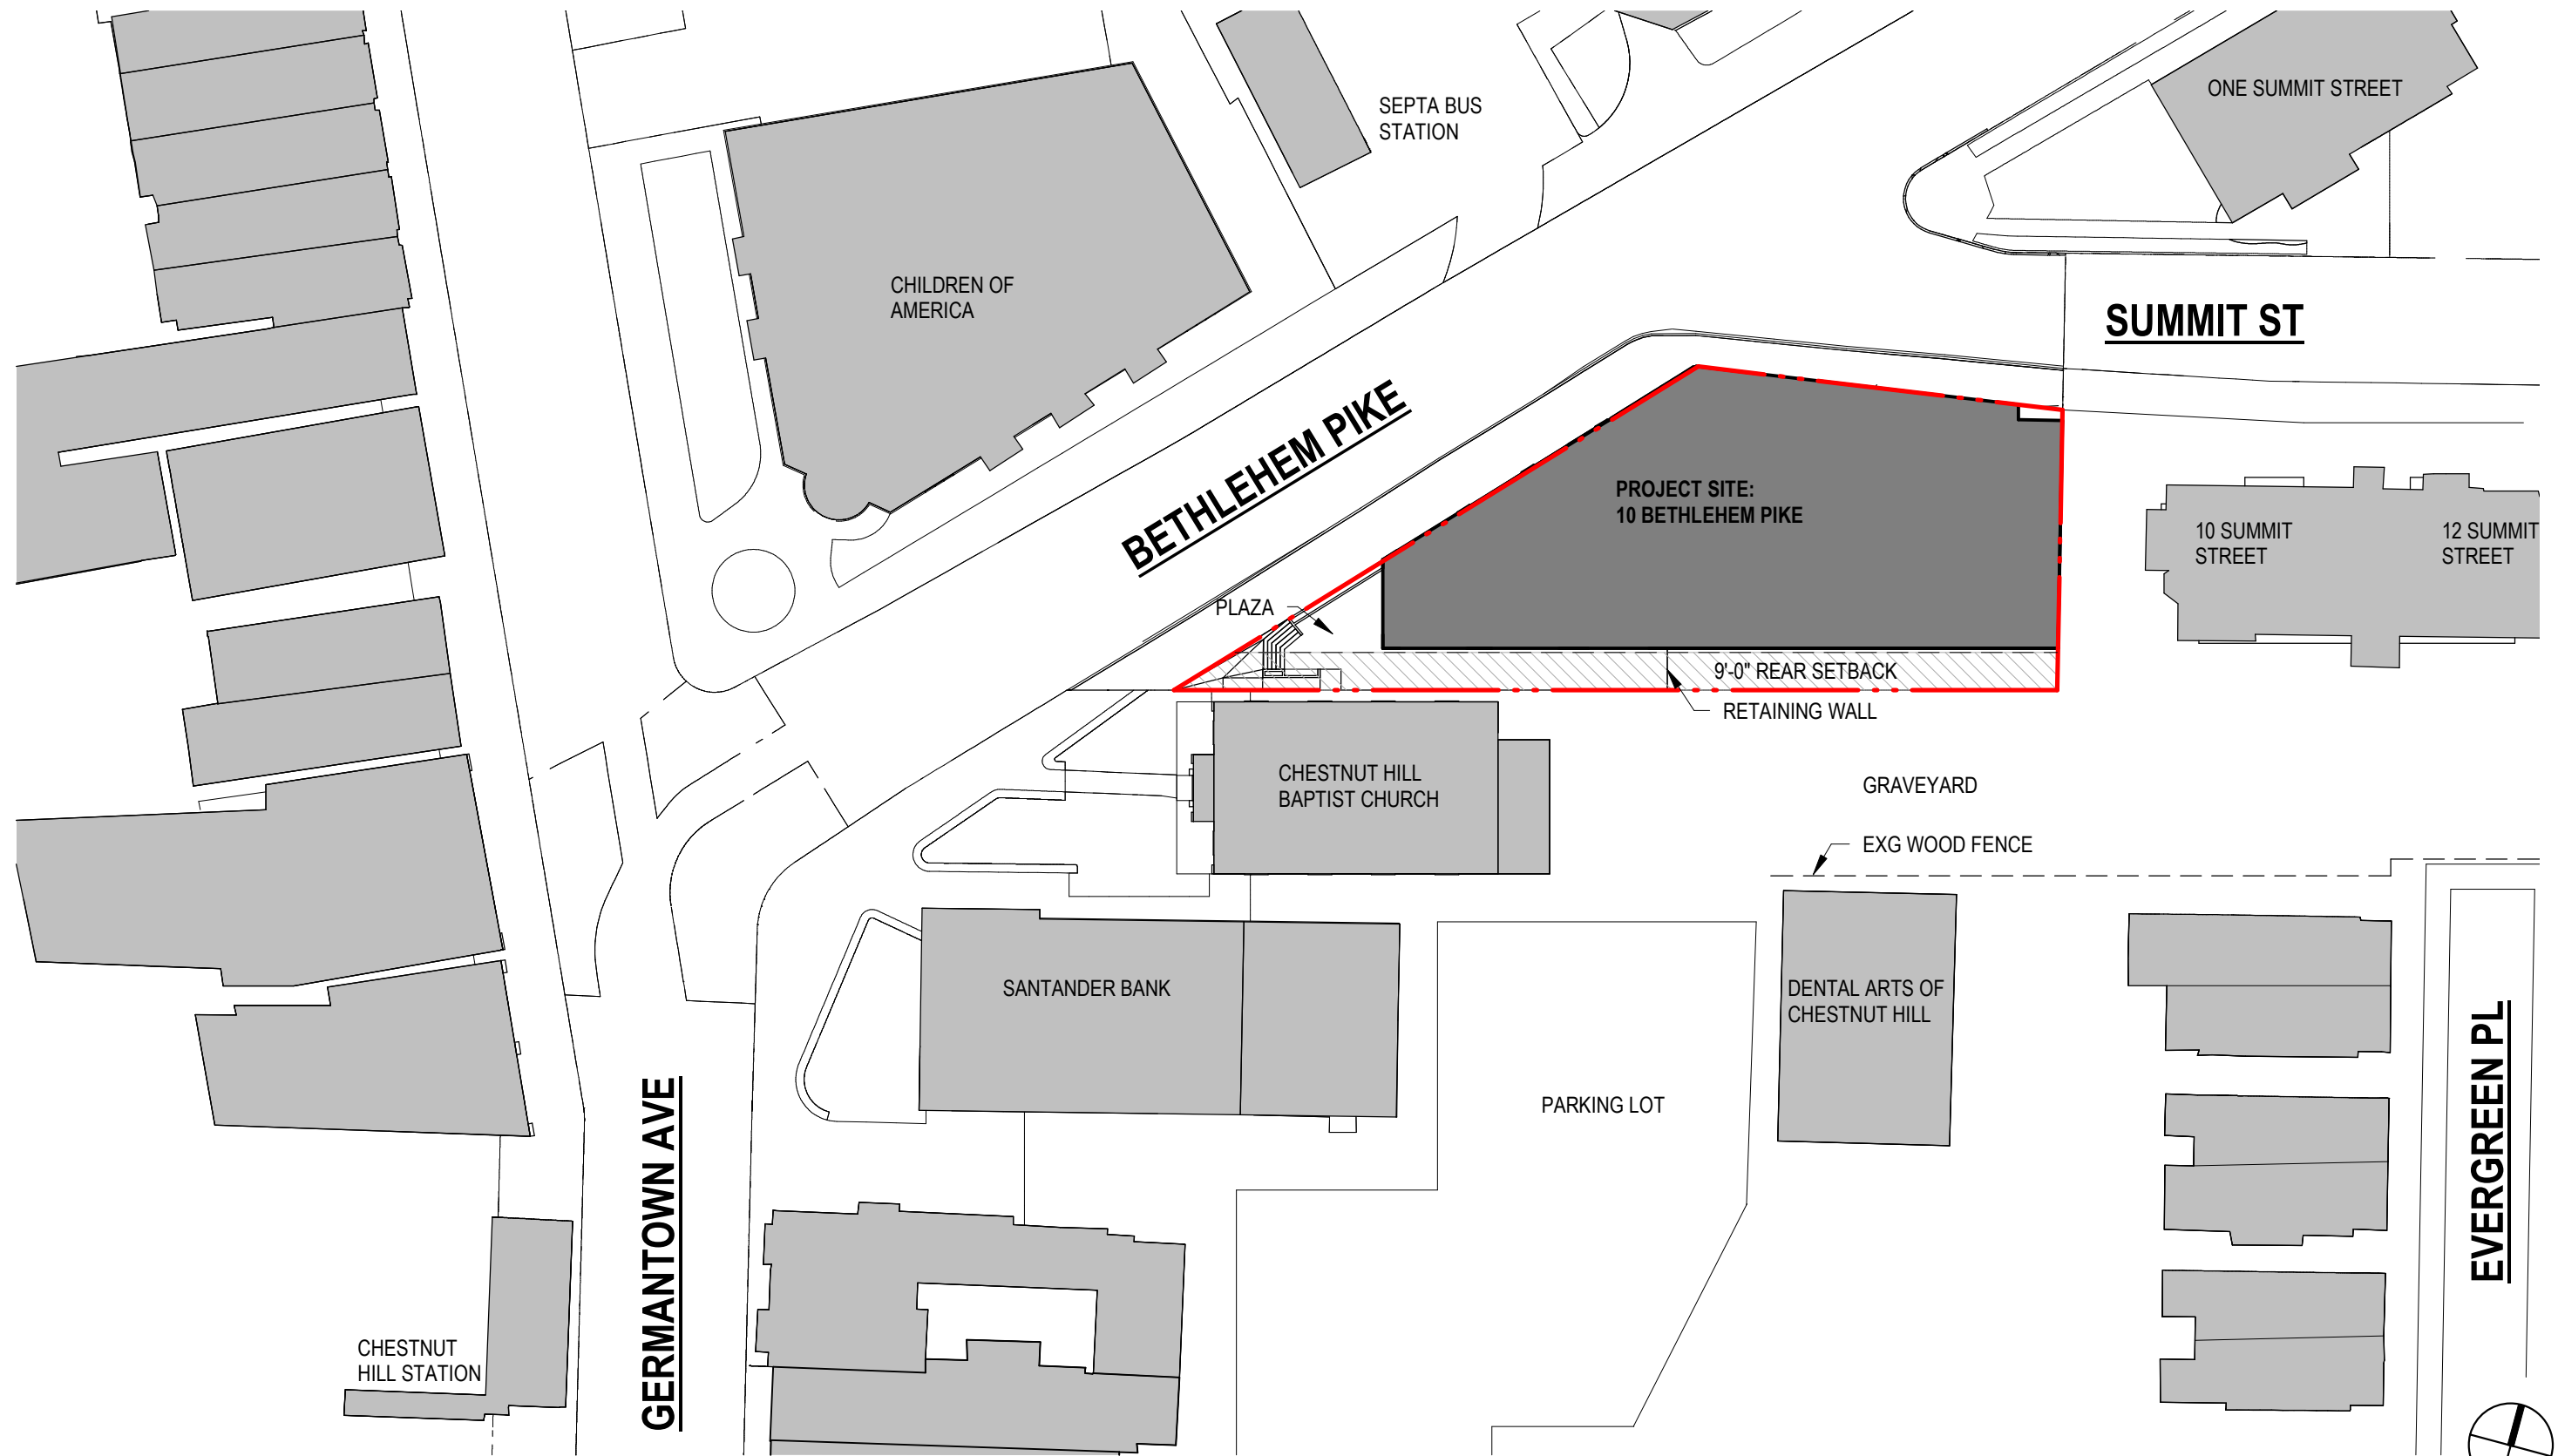 ONE SUMMIT STREET
SEPTA BUS
STATION
CHILDREN OF
AMERICA
SUMMIT ST
BETHLEHEM PIKE
PROJECT SITE:
10 BETHLEHEM PIKE
10 SUMMIT
STREET
12 SUMMIT
STREET
PLAZA
9'-0" REAR SETBACK
RETAINING WALL
CHESTNUT HILL
BAPTIST CHURCH
GRAVEYARD
EXG WOOD FENCE
SANTANDER BANK
DENTAL ARTS OF
CHESTNUT HILL
PARKING LOT
EVERGREEN PL
GERMANTOWN AVE
CHESTNUT
HILL STATION